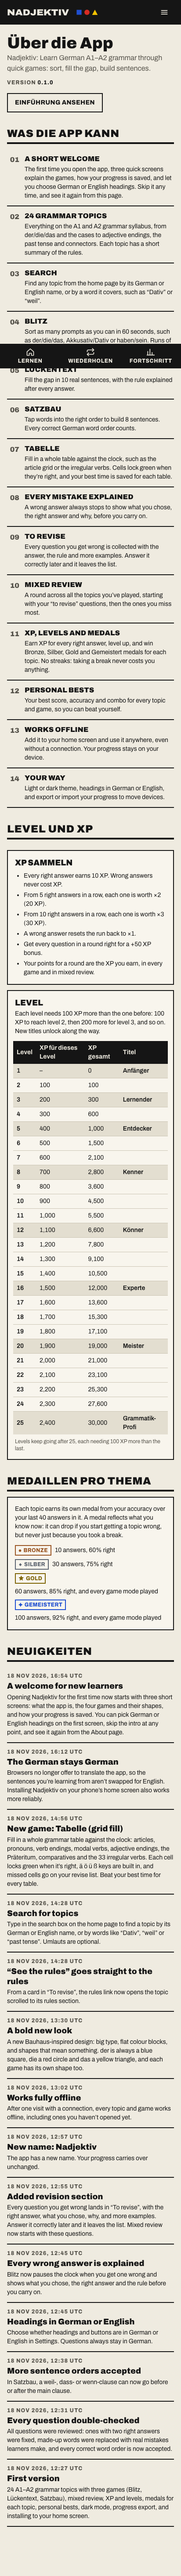 NADJEKTIV
Über die App
Nadjektiv: Learn German A1–A2 grammar through
quick games: sort, fill the gap, build sentences.
VERSION 0.1.0
EINFÜHRUNG ANSEHEN
WAS DIE APP KANN
01 A SHORT WELCOME
The first time you open the app, three quick screens
explain the games, how your progress is saved, and let
you choose German or English headings. Skip it any
time, and see it again from this page.
02 24 GRAMMAR TOPICS
Everything on the A1 and A2 grammar syllabus, from
der/die/das and the cases to adjective endings, the
past tenses and connectors. Each topic has a short
summary of the rules.
03 SEARCH
Find any topic from the home page by its German or
English name, or by a word it covers, such as "Dativ" or
"weil".
04 BLITZ
Sort as many prompts as you can in 60 seconds, such
as der/die/das, Akkusativ/Dativ or haben/sein. Runs of
LERNEN
WIEDERHOLEN
FORTSCHRITT
05 LÜCKENTEXT
Fill the gap in 10 real sentences, with the rule explained
after every answer.
06 SATZBAU
Tap words into the right order to build 8 sentences.
Every correct German word order counts.
07 TABELLE
Fill in a whole table against the clock, such as the
article grid or the irregular verbs. Cells lock green when
they're right, and your best time is saved for each table.
08 EVERY MISTAKE EXPLAINED
A wrong answer always stops to show what you chose,
the right answer and why, before you carry on.
09 TO REVISE
Every question you get wrong is collected with the
answer, the rule and more examples. Answer it
correctly later and it leaves the list.
10 MIXED REVIEW
A round across all the topics you've played, starting
with your "to revise" questions, then the ones you miss
most.
11 XP, LEVELS AND MEDALS
Earn XP for every right answer, level up, and win
Bronze, Silber, Gold and Gemeistert medals for each
topic. No streaks: taking a break never costs you
anything.
12 PERSONAL BESTS
Your best score, accuracy and combo for every topic
and game, so you can beat yourself.
13 WORKS OFFLINE
Add it to your home screen and use it anywhere, even
without a connection. Your progress stays on your
device.
14 YOUR WAY
Light or dark theme, headings in German or English,
and export or import your progress to move devices.
LEVEL UND XP
XP SAMMELN
• Every right answer earns 10 XP. Wrong answers
never cost XP.
• From 5 right answers in a row, each one is worth ×2
(20 XP).
• From 10 right answers in a row, each one is worth ×3
(30 XP).
• A wrong answer resets the run back to ×1.
• Get every question in a round right for a +50 XP
bonus.
• Your points for a round are the XP you earn, in every
game and in mixed review.
LEVEL
Each level needs 100 XP more than the one before: 100
XP to reach level 2, then 200 more for level 3, and so on.
New titles unlock along the way.
Level XP für dieses Level XP gesamt Titel
1 – 0 Anfänger
2 100 100
3 200 300 Lernender
4 300 600
5 400 1,000 Entdecker
6 500 1,500
7 600 2,100
8 700 2,800 Kenner
9 800 3,600
10 900 4,500
11 1,000 5,500
12 1,100 6,600 Könner
13 1,200 7,800
14 1,300 9,100
15 1,400 10,500
16 1,500 12,000 Experte
17 1,600 13,600
18 1,700 15,300
19 1,800 17,100
20 1,900 19,000 Meister
21 2,000 21,000
22 2,100 23,100
23 2,200 25,300
24 2,300 27,600
25 2,400 30,000 Grammatik-Profi
Levels keep going after 25, each needing 100 XP more than the
last.
MEDAILLEN PRO THEMA
Each topic earns its own medal from your accuracy over
your last 40 answers in it. A medal reflects what you
know now: it can drop if you start getting a topic wrong,
but never just because you took a break.
BRONZE 10 answers, 60% right
SILBER 30 answers, 75% right
GOLD
60 answers, 85% right, and every game mode played
GEMEISTERT
100 answers, 92% right, and every game mode played
NEUIGKEITEN
18 NOV 2026, 16:54 UTC
A welcome for new learners
Opening Nadjektiv for the first time now starts with three short
screens: what the app is, the four games and their shapes,
and how your progress is saved. You can pick German or
English headings on the first screen, skip the intro at any
point, and see it again from the About page.
18 NOV 2026, 16:12 UTC
The German stays German
Browsers no longer offer to translate the app, so the
sentences you're learning from aren't swapped for English.
Installing Nadjektiv on your phone's home screen also works
more reliably.
18 NOV 2026, 14:56 UTC
New game: Tabelle (grid fill)
Fill in a whole grammar table against the clock: articles,
pronouns, verb endings, modal verbs, adjective endings, the
Präteritum, comparatives and the 33 irregular verbs. Each cell
locks green when it's right, ä ö ü ß keys are built in, and
missed cells go on your revise list. Beat your best time for
every table.
18 NOV 2026, 14:28 UTC
Search for topics
Type in the search box on the home page to find a topic by its
German or English name, or by words like "Dativ", "weil" or
"past tense". Umlauts are optional.
18 NOV 2026, 14:28 UTC
"See the rules" goes straight to the
rules
From a card in "To revise", the rules link now opens the topic
scrolled to its rules section.
18 NOV 2026, 13:30 UTC
A bold new look
A new Bauhaus-inspired design: big type, flat colour blocks,
and shapes that mean something. der is always a blue
square, die a red circle and das a yellow triangle, and each
game has its own shape too.
18 NOV 2026, 13:02 UTC
Works fully offline
After one visit with a connection, every topic and game works
offline, including ones you haven't opened yet.
18 NOV 2026, 12:57 UTC
New name: Nadjektiv
The app has a new name. Your progress carries over
unchanged.
18 NOV 2026, 12:55 UTC
Added revision section
Every question you get wrong lands in "To revise", with the
right answer, what you chose, why, and more examples.
Answer it correctly later and it leaves the list. Mixed review
now starts with these questions.
18 NOV 2026, 12:45 UTC
Every wrong answer is explained
Blitz now pauses the clock when you get one wrong and
shows what you chose, the right answer and the rule before
you carry on.
18 NOV 2026, 12:45 UTC
Headings in German or English
Choose whether headings and buttons are in German or
English in Settings. Questions always stay in German.
18 NOV 2026, 12:38 UTC
More sentence orders accepted
In Satzbau, a weil-, dass- or wenn-clause can now go before
or after the main clause.
18 NOV 2026, 12:31 UTC
Every question double-checked
All questions were reviewed: ones with two right answers
were fixed, made-up words were replaced with real mistakes
learners make, and every correct word order is now accepted.
18 NOV 2026, 12:27 UTC
First version
24 A1–A2 grammar topics with three games (Blitz,
Lückentext, Satzbau), mixed review, XP and levels, medals for
each topic, personal bests, dark mode, progress export, and
installing to your home screen.